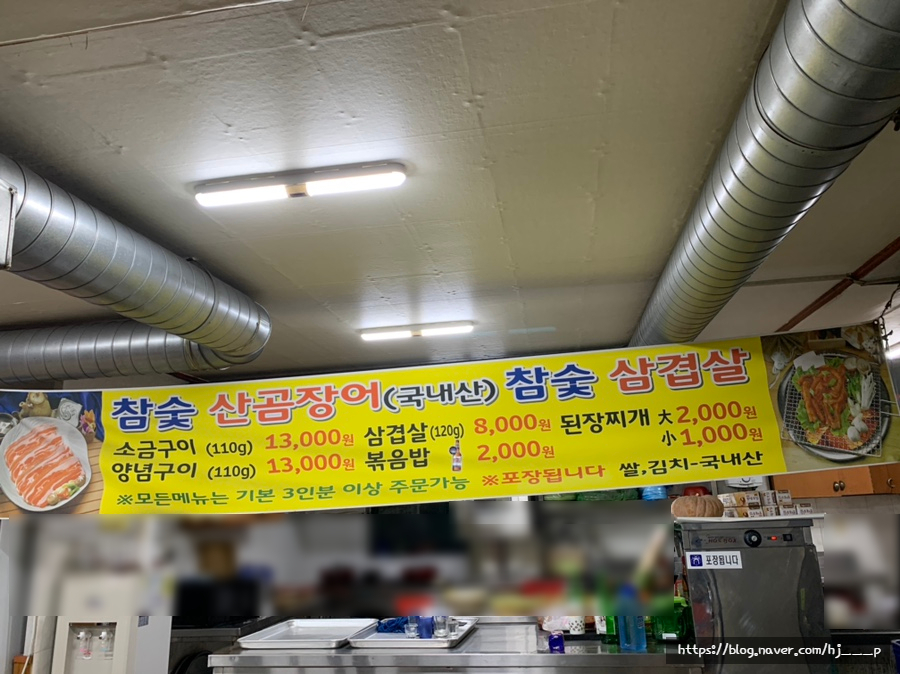 참숯 산곰장어(국내산) 참숯 삼겹살
소금구이 (110g) 13,000원 삼겹살(120g) 8,000원 된장찌개 大2,000원
小1,000원
양념구이 (110g) 13,000원 볶음밥 2,000원
※모든메뉴는 기본 3인분 이상 주문가능 ※포장됩니다 쌀,김치-국내산
포장됩니다
https://blog.naver.com/hj___p